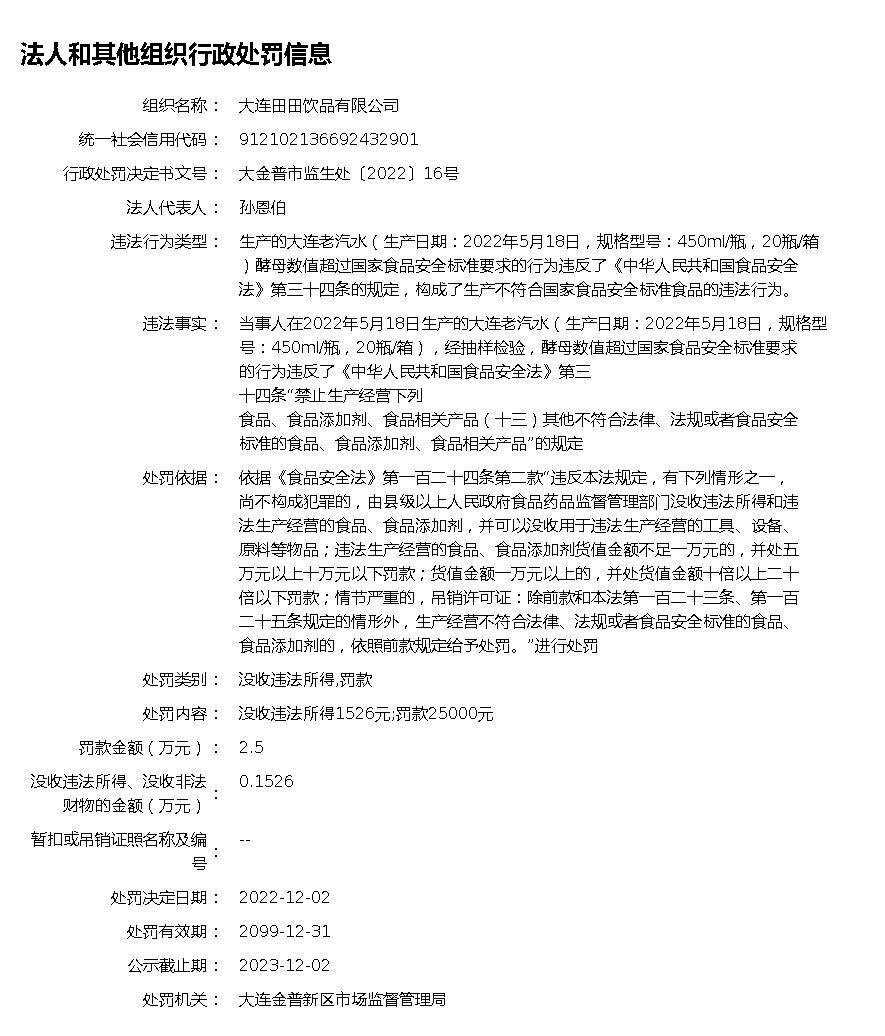 法人和其他组织行政处罚信息
组织名称： 大连田田饮品有限公司
统一社会信用代码： 912102136692432901
行政处罚决定书文号： 大金普市监生处〔2022〕16号
法人代表人： 孙恩伯
违法行为类型： 生产的大连老汽水（生产日期：2022年5月18日，规格型号：450ml/瓶，20瓶/箱
）酵母数值超过国家食品安全标准要求的行为违反了《中华人民共和国食品安全
法》第三十四条的规定，构成了生产不符合国家食品安全标准食品的违法行为。
违法事实： 当事人在2022年5月18日生产的大连老汽水（生产日期：2022年5月18日，规格型
号：450ml/瓶，20瓶/箱），经抽样检验，酵母数值超过国家食品安全标准要求
的行为违反了《中华人民共和国食品安全法》第三
十四条“禁止生产经营下列
食品、食品添加剂、食品相关产品（十三）其他不符合法律、法规或者食品安全
标准的食品、食品添加剂、食品相关产品”的规定
处罚依据： 依据《食品安全法》第一百二十四条第二款“违反本法规定，有下列情形之一，
尚不构成犯罪的，由县级以上人民政府食品药品监督管理部门没收违法所得和违
法生产经营的食品、食品添加剂，并可以没收用于违法生产经营的工具、设备、
原料等物品；违法生产经营的食品、食品添加剂货值金额不足一万元的，并处五
万元以上十万元以下罚款；货值金额一万元以上的，并处货值金额十倍以上二十
倍以下罚款；情节严重的，吊销许可证：除前款和本法第一百二十三条、第一百
二十五条规定的情形外，生产经营不符合法律、法规或者食品安全标准的食品、
食品添加剂的，依照前款规定给予处罚。”进行处罚
处罚类别： 没收违法所得,罚款
处罚内容： 没收违法所得1526元;罚款25000元
罚款金额（万元）： 2.5
没收违法所得、没收非法
财物的金额（万元）： 0.1526
暂扣或吊销证照名称及编
号： --
处罚决定日期： 2022-12-02
处罚有效期： 2099-12-31
公示截止期： 2023-12-02
处罚机关： 大连金普新区市场监督管理局